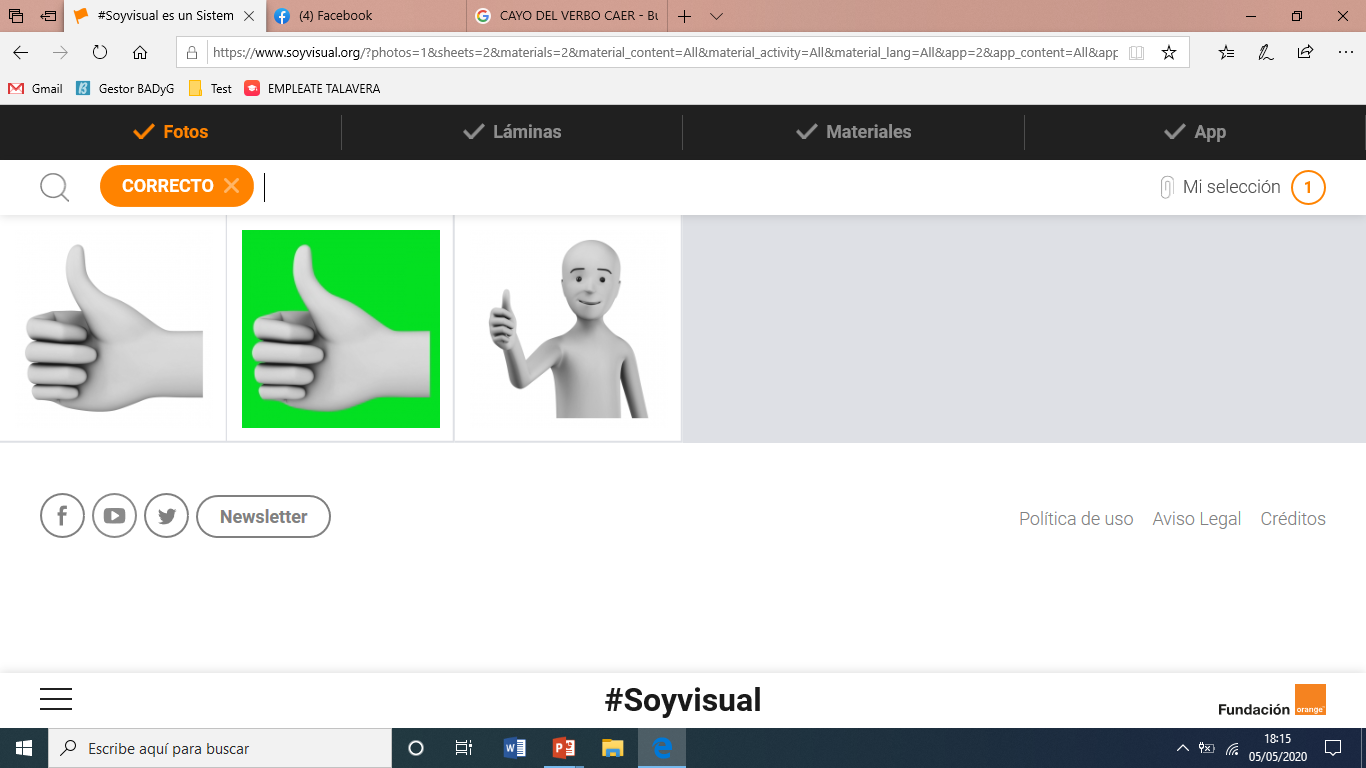 #Soyvisual es un Sistem
(4) Facebook
CAYO DEL VERBO CAER - Bu
https://www.soyvisual.org/?photos=1&sheets=2&materials=2&material_content=All&material_activity=All&material_lang=All&app=2&app_content=All&app
Gmail
Gestor BADyG
Test
EMPLEATE TALAVERA
Fotos
Láminas
Materiales
App
CORRECTO
Mi selección
1
Newsletter
Política de uso
Aviso Legal
Créditos
#Soyvisual
Fundación
orange
Escribe aquí para buscar
18:15
05/05/2020